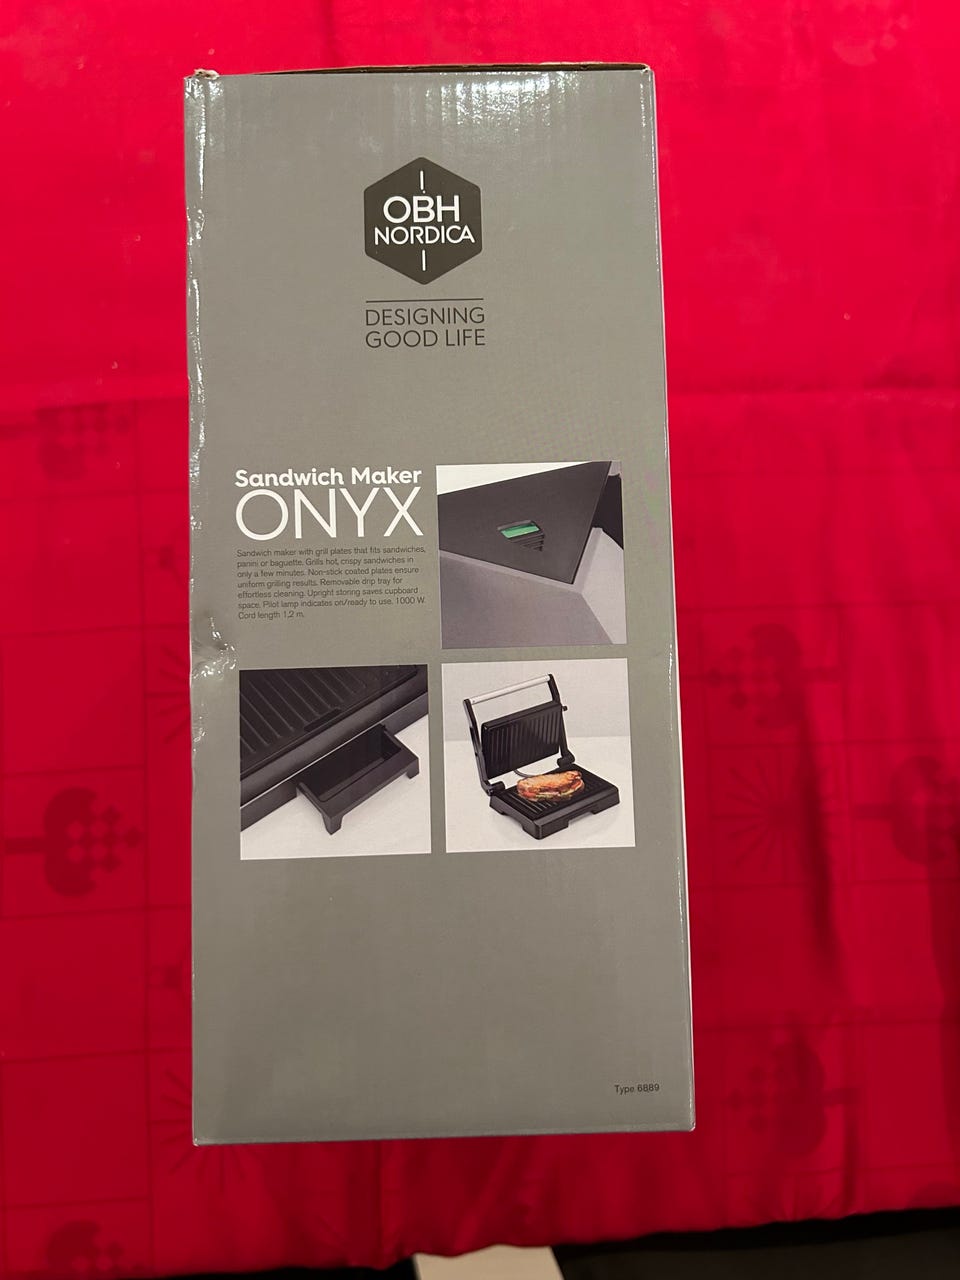 OBH
NORDICA
DESIGNING
GOOD LIFE
Sandwich Maker
ONYX
Sandwich maker with grill plates that fits sandwiches,
panini or baguette. Grills hot, crispy sandwiches in
only a few minutes. Non-stick coated plates ensure
uniform grilling results. Removable drip tray for
effortless cleaning. Upright storing saves cupboard
space. Pilot lamp indicates on/ready to use. 1000 W.
Cord length 1,2 m.
Type 6889